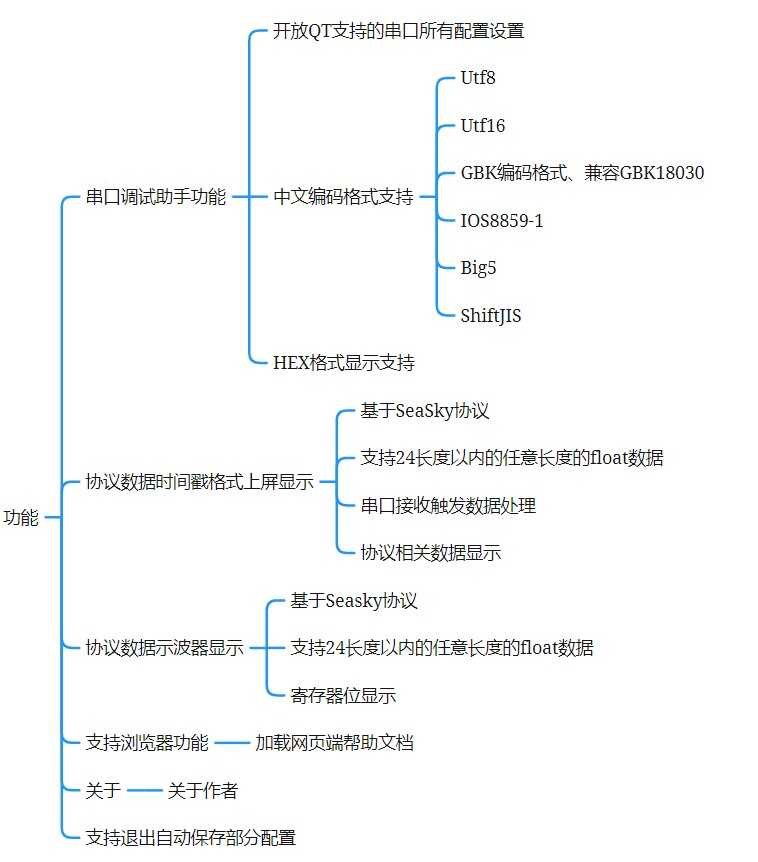 开放QT支持的串口所有配置设置
Utf8
Utf16
GBK编码格式、兼容GBK18030
串口调试助手功能
中文编码格式支持
IOS8859-1
Big5
ShiftJIS
HEX格式显示支持
基于SeaSky协议
支持24长度以内的任意长度的float数据
协议数据时间戳格式上屏显示
串口接收触发数据处理
功能
协议相关数据显示
基于Seasky协议
协议数据示波器显示
支持24长度以内的任意长度的float数据
寄存器位显示
支持浏览器功能
加载网页端帮助文档
关于
关于作者
支持退出自动保存部分配置